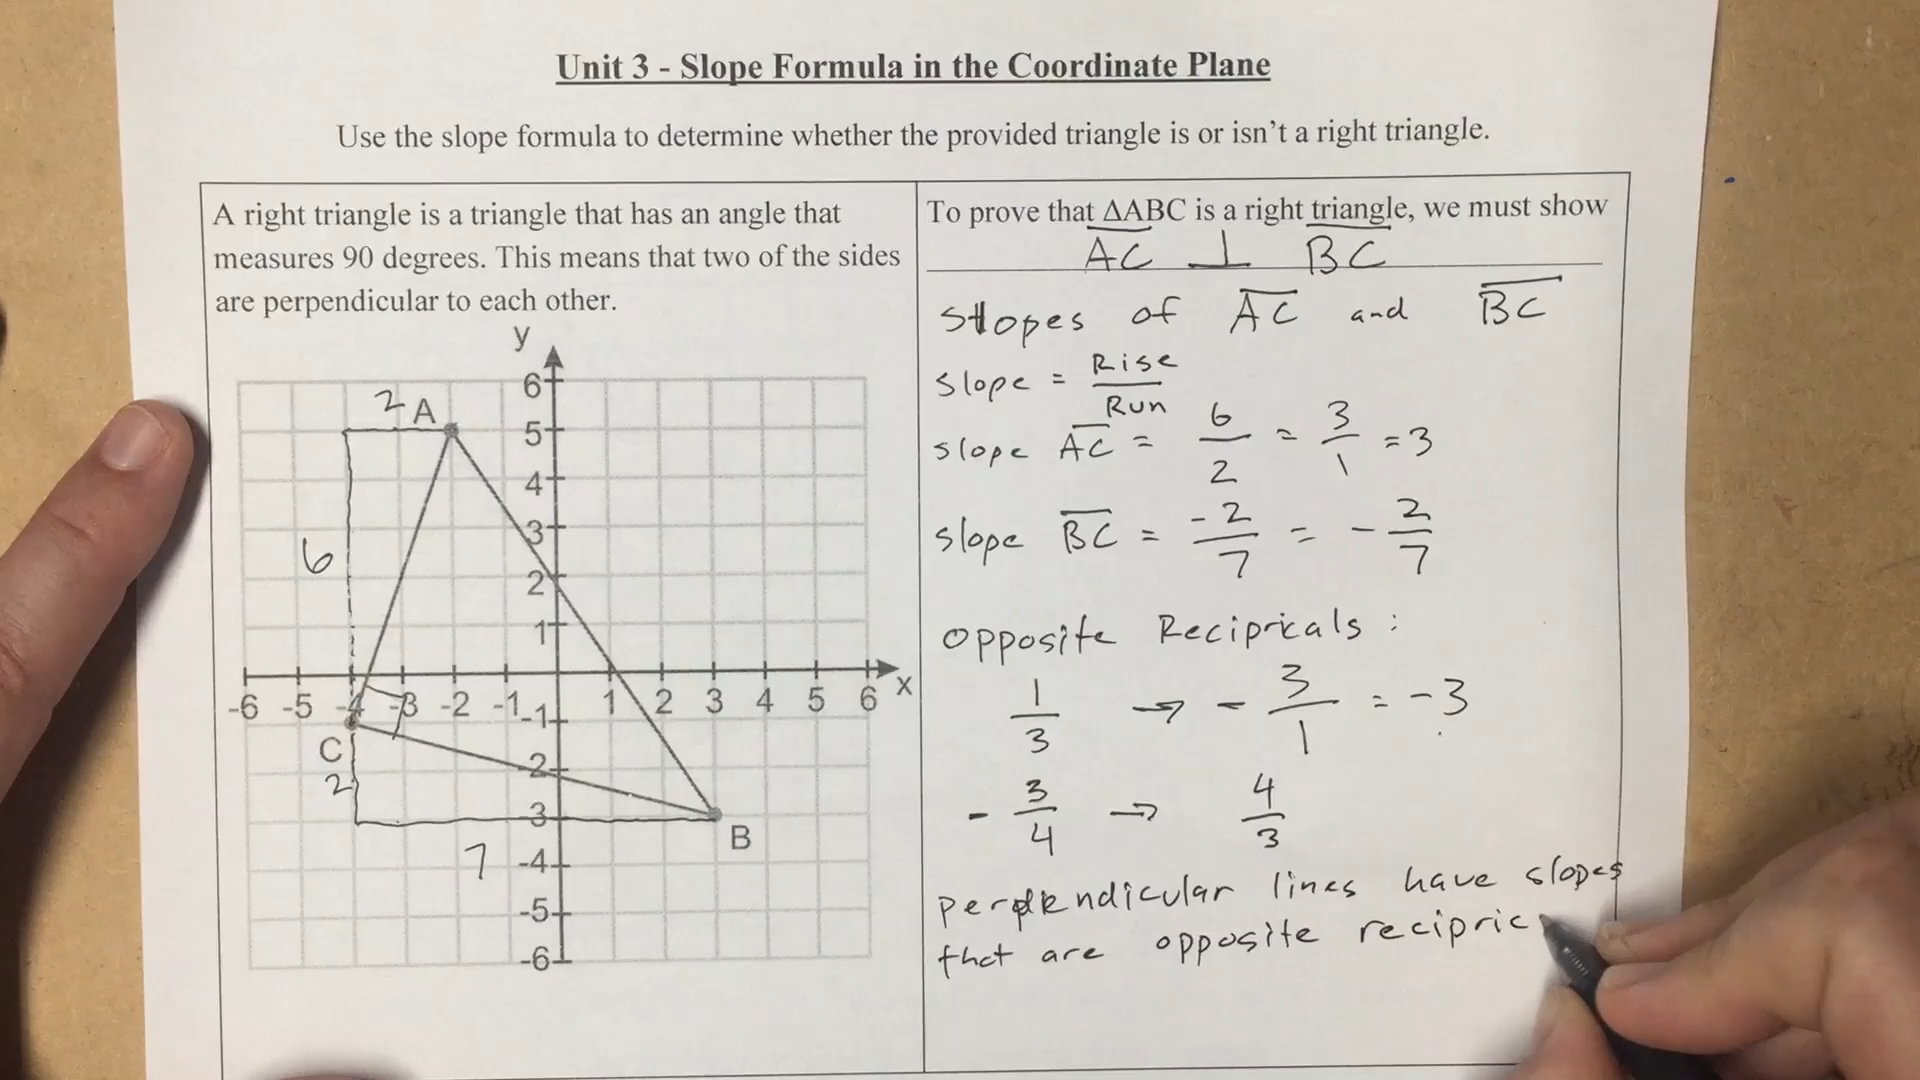 Unit 3 - Slope Formula in the Coordinate Plane
Use the slope formula to determine whether the provided triangle is or isn't a right triangle.
A right triangle is a triangle that has an angle that
measures 90 degrees. This means that two of the sides
are perpendicular to each other.
y
6
2 A
5
4
3
6
2
1
-6 -5 -4 -3 -2 -1 1 2 3 4 5 6 x
-1
C
-2
2
-3
B
7
-4
-5
-6
To prove that ΔABC is a right triangle, we must show
AC ⊥ BC
Slopes of AC and BC
slope = Rise/Run
slope AC = 6/2 = 3/1 = 3
slope BC = -2/7 = -2/7
Opposite Recipricals :
1/3 → -3/1 = -3
-3/4 → 4/3
perpendicular lines have slopes
that are opposite recipric